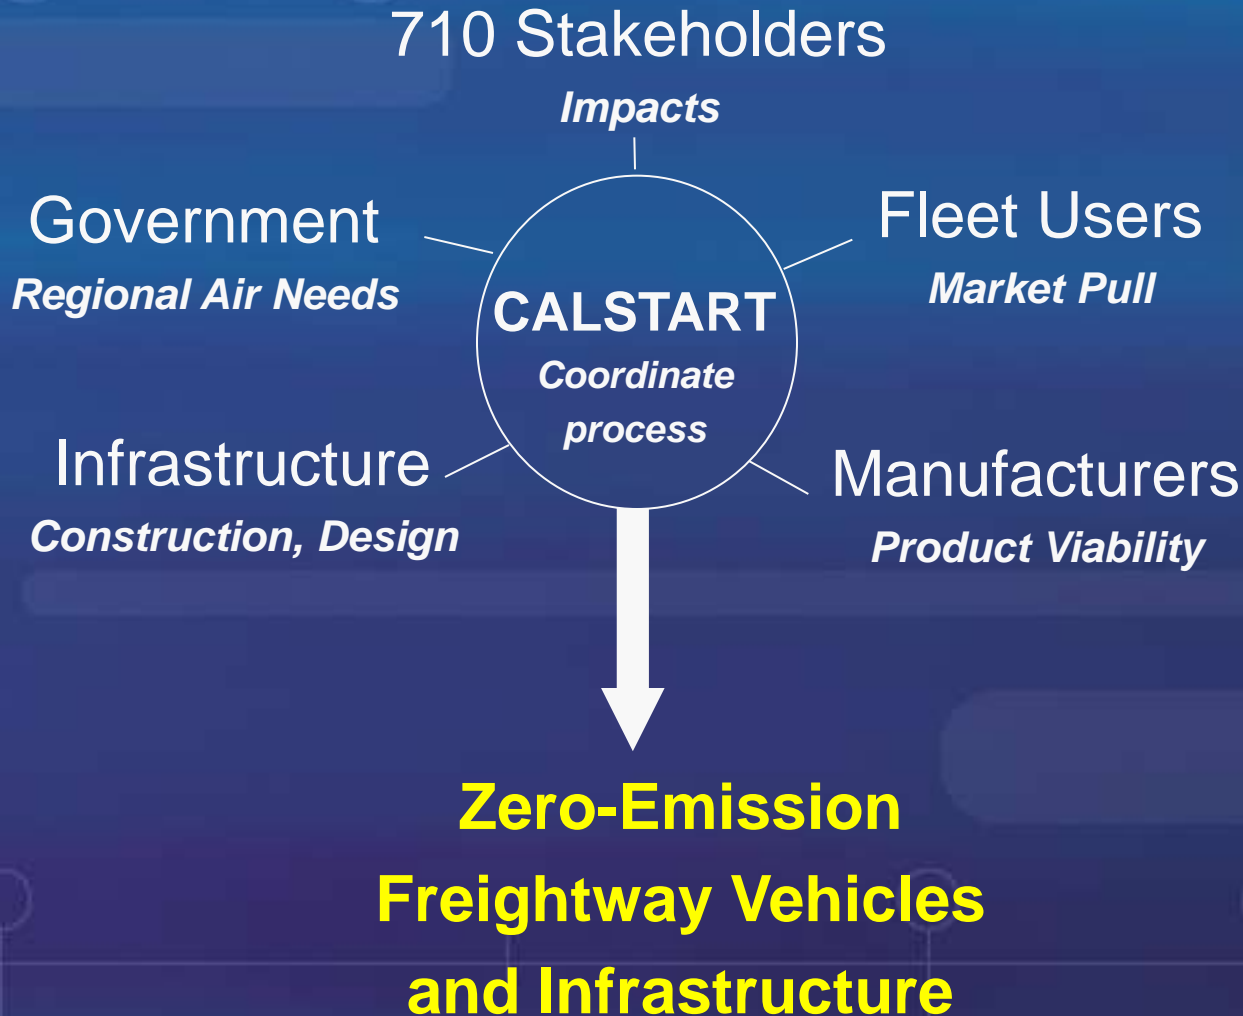 710 Stakeholders
Impacts
Government
Regional Air Needs
Fleet Users
Market Pull
CALSTART
Coordinate
process
Infrastructure
Construction, Design
Manufacturers
Product Viability
Zero-Emission
Freightway Vehicles
and Infrastructure